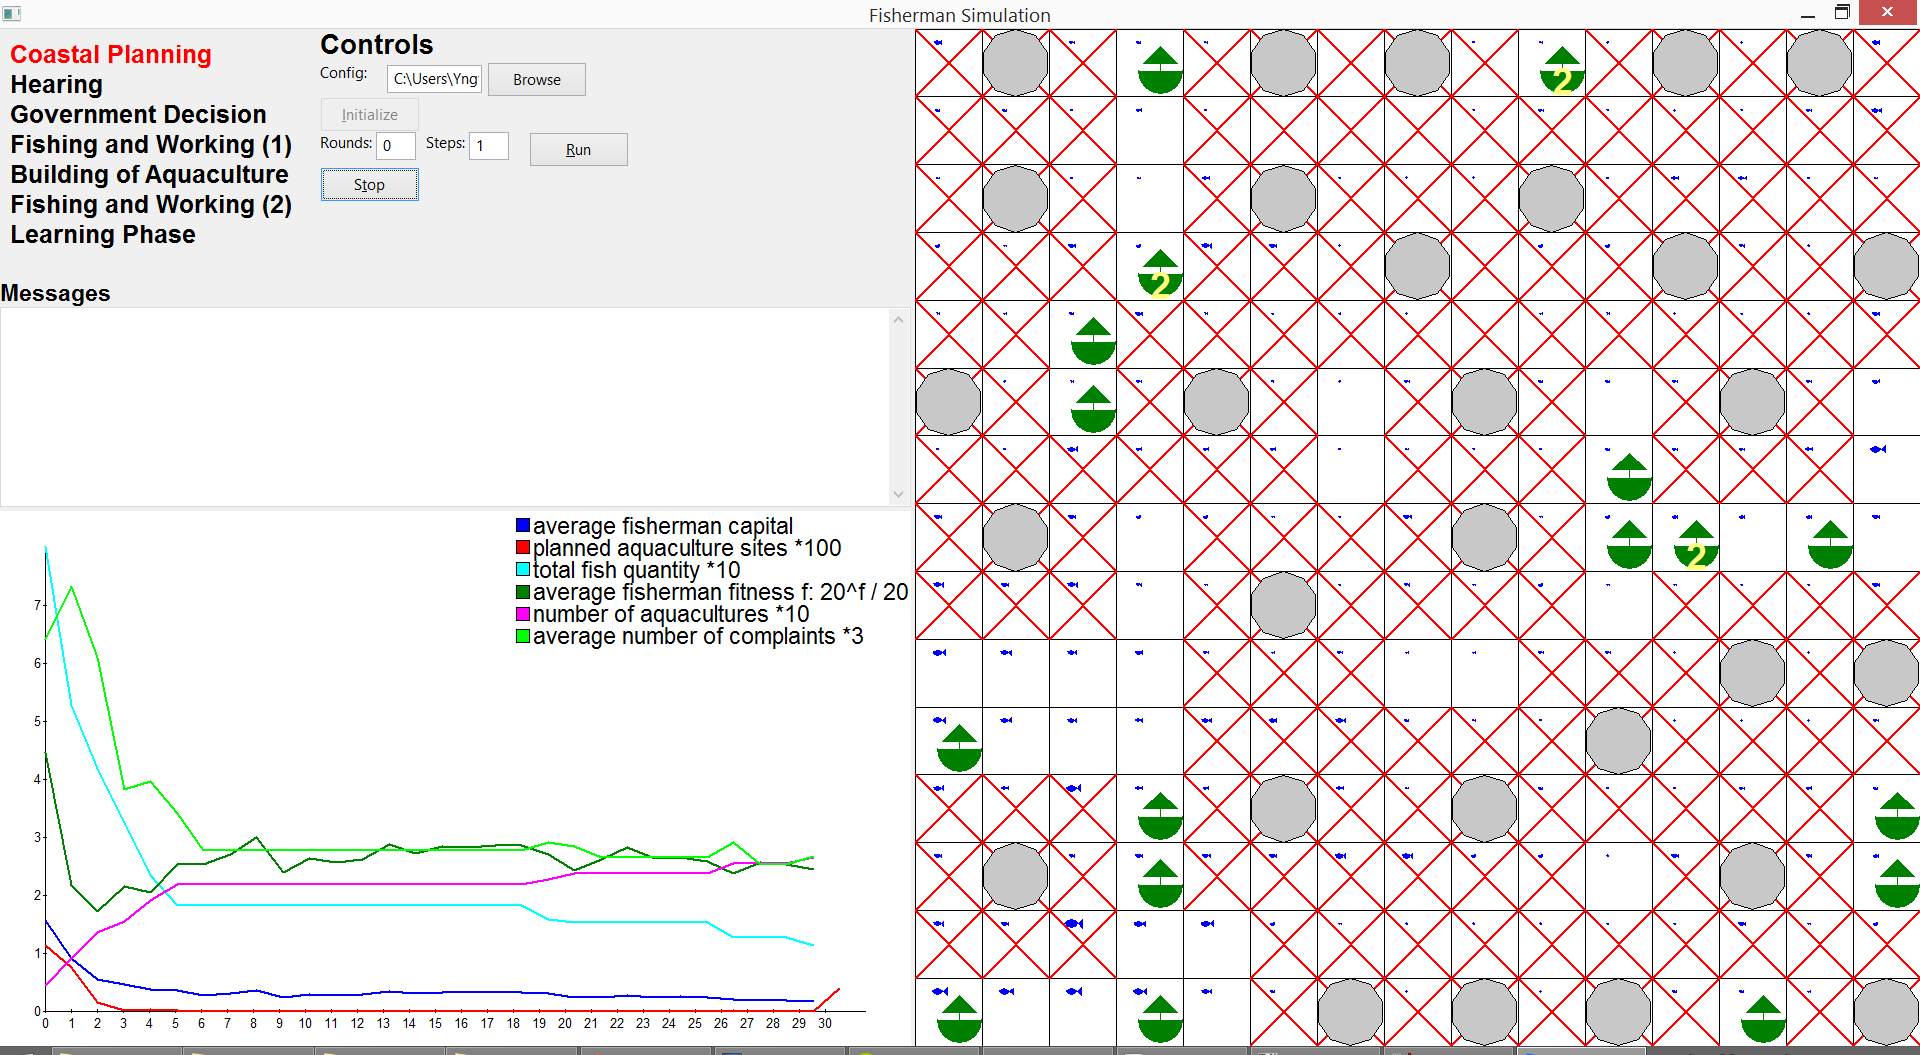 Fisherman Simulation
Coastal Planning
Hearing
Government Decision
Fishing and Working (1)
Building of Aquaculture
Fishing and Working (2)
Learning Phase
Controls
Config: C:\Users\Yng Browse
Initialize
Rounds: 0 Steps: 1 Run
Stop
Messages
average fisherman capital
planned aquaculture sites *100
total fish quantity *10
average fisherman fitness f: 20^f / 20
number of aquacultures *10
average number of complaints *3
7
6
5
4
3
2
1
0
0 1 2 3 4 5 6 7 8 9 10 11 12 13 14 15 16 17 18 19 20 21 22 23 24 25 26 27 28 29 30
2
2
2